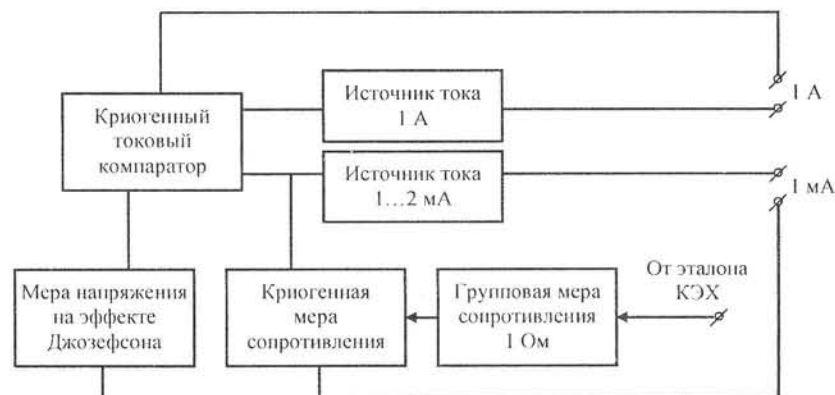 Криогенный
токовый
компаратор
Источник тока
1 А
1 А
Источник тока
1...2 мА
1 мА
Мера напряжения
на эффекте
Джозефсона
Криогенная
мера
сопротивления
Групповая мера
сопротивления
1 Ом
От эталона
КЭХ